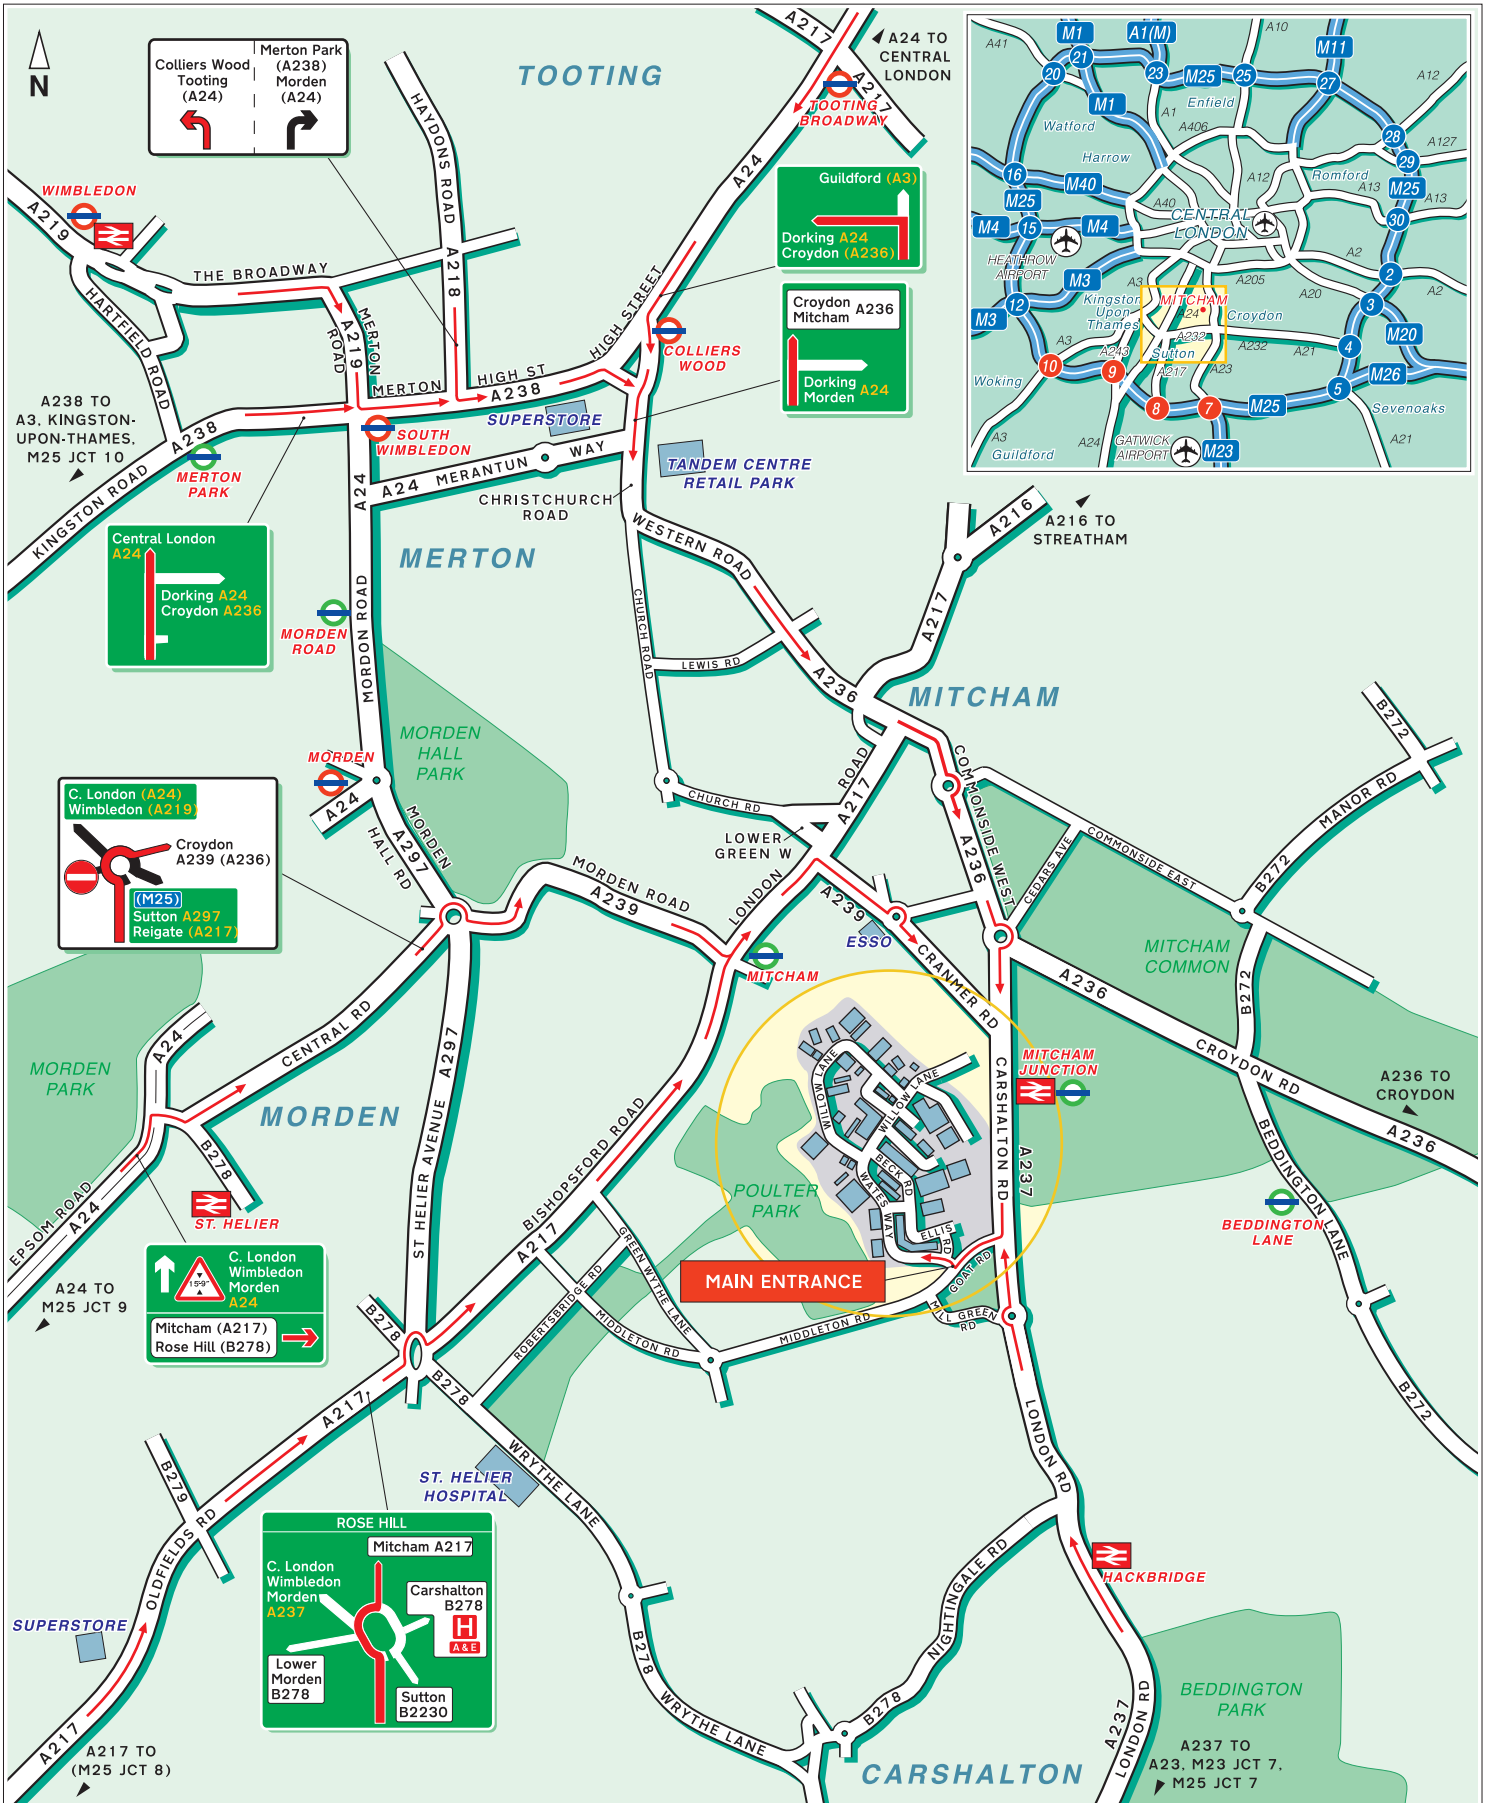 N
Colliers Wood
Tooting
(A24)
Merton Park
(A238)
Morden
(A24)
TOOTING
A217
A24 TO
CENTRAL
LONDON
A217
TOOTING
BROADWAY
HAYDONS ROAD
A218
A24
WIMBLEDON
A219
THE BROADWAY
HARTFIELD ROAD
MERTON
ROAD
A219
MERTON
HIGH ST
A238
HIGH STREET
Guildford (A3)
Dorking A24
Croydon (A236)
COLLIERS
WOOD
Croydon
Mitcham A236
Dorking
Morden A24
SUPERSTORE
A238 TO
A3, KINGSTON-
UPON-THAMES,
M25 JCT 10
A238
KINGSTON ROAD
MERTON
PARK
SOUTH
WIMBLEDON
A24
A24 MERANTUN WAY
TANDEM CENTRE
RETAIL PARK
CHRISTCHURCH
ROAD
WESTERN ROAD
Central London
A24
Dorking A24
Croydon A236
MERTON
MORDEN
ROAD
MORDON ROAD
CHURCH ROAD
LEWIS RD
A236
A216
A216 TO
STREATHAM
A217
MITCHAM
MORDEN
HALL
PARK
MORDEN
A24
MORDEN
HALL RD
A297
C. London (A24)
Wimbledon (A219)
Croydon
A239 (A236)
(M25)
Sutton A297
Reigate (A217)
CHURCH RD
LOWER
GREEN W
ROAD
A217
LONDON
COMMONSIDE WEST
A236
CEDARS AVE
COMMONSIDE EAST
B272
MANOR RD
B272
MORDEN ROAD
A239
A239
ESSO
CRANMER RD
MITCHAM
MITCHAM
COMMON
B272
A236
CROYDON RD
A236 TO
CROYDON
A236
MORDEN
PARK
A24
CENTRAL RD
MORDEN
B278
ST. HELIER
EPSOM ROAD
A24
A24 TO
M25 JCT 9
A297
ST HELIER AVENUE
BISHOPSFORD ROAD
A217
MITCHAM
JUNCTION
CARSHALTON RD
A237
WILLOW LANE
WILLOW LANE
BECK RD
WATES WAY
ELLIS
RD
GOAT RD
POULTER
PARK
MAIN ENTRANCE
BEDDINGTON LANE
BEDDINGTON
LANE
C. London
Wimbledon
Morden
A24
15'-9"
Mitcham (A217)
Rose Hill (B278)
B278
GREEN WYTHE LANE
ROBERTSBRIDGE RD
MIDDLETON RD
MIDDLETON RD
MILL GREEN
RD
B278
A217
WRYTHE LANE
ST. HELIER
HOSPITAL
LONDON RD
B272
B279
OLDFIELDS RD
SUPERSTORE
A217
A217 TO
(M25 JCT 8)
ROSE HILL
Mitcham A217
C. London
Wimbledon
Morden
A237
Carshalton
B278
H
A & E
Lower
Morden
B278
Sutton
B2230
B278
WRYTHE LANE
B278
NIGHTINGALE RD
HACKBRIDGE
CARSHALTON
A237
LONDON RD
BEDDINGTON
PARK
A237 TO
A23, M23 JCT 7,
M25 JCT 7
A41
M1
A1(M)
A10
M11
A12
20
21
23
M25
25
27
M1
A1
Enfield
Watford
A406
Harrow
28
A127
29
16
M40
M25
A12
Romford
A13
M25
A13
A40
CENTRAL
LONDON
30
M4
15
M4
HEATHROW
AIRPORT
A2
2
A2
M3
A3
A205
A20
3
12
M3
Kingston
Upon
Thames
MITCHAM
A24
Croydon
M20
A3
A243
A232
Sutton
A232
A21
4
10
9
A217
A23
M26
5
Woking
8
7
M25
Sevenoaks
A3
Guildford
A24
GATWICK
AIRPORT
M23
A21